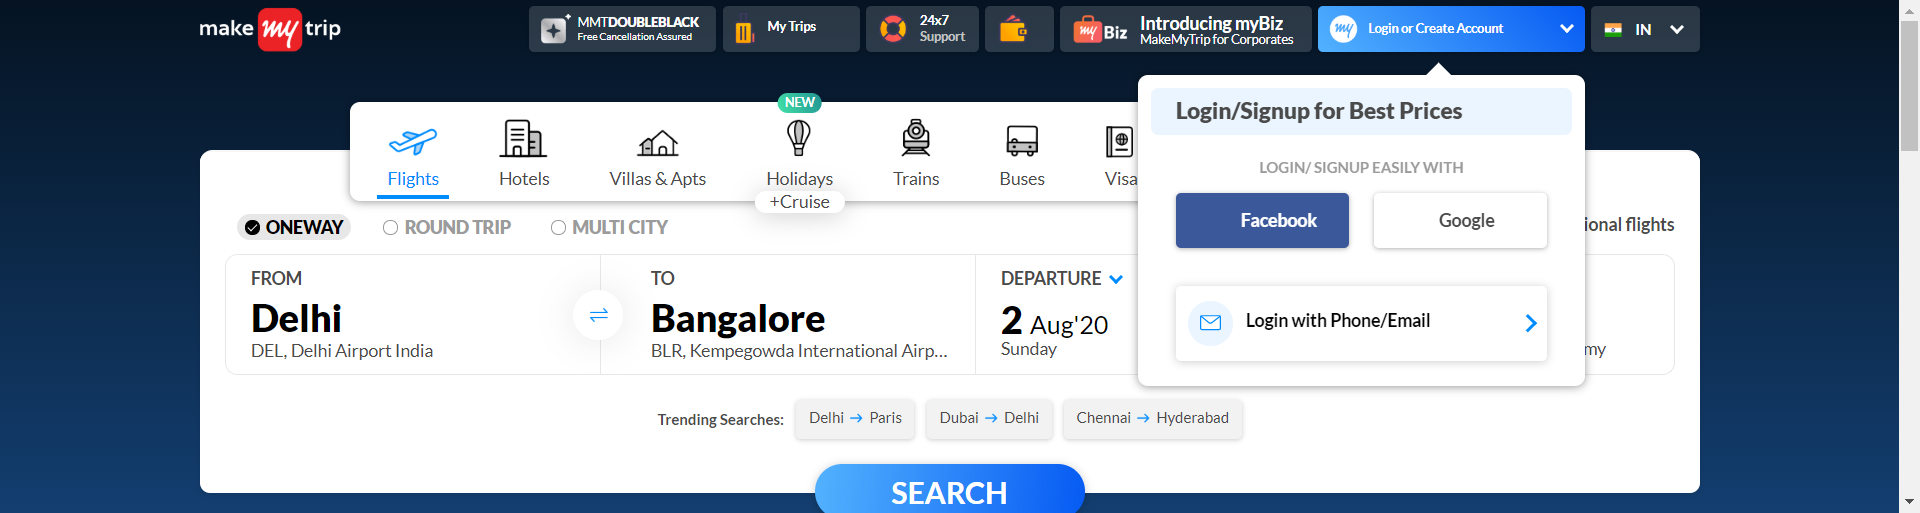 make my trip
MMTDOUBLEBLACK
Free Cancellation Assured
My Trips
24x7
Support
my Biz
Introducing myBiz
MakeMyTrip for Corporates
my Login or Create Account
IN
Login/Signup for Best Prices
LOGIN/ SIGNUP EASILY WITH
Facebook
Google
Login with Phone/Email
NEW
Flights
Hotels
Villas & Apts
Holidays
+Cruise
Trains
Buses
Visa
ONEWAY
ROUND TRIP
MULTI CITY
ional flights
FROM
Delhi
DEL, Delhi Airport India
TO
Bangalore
BLR, Kempegowda International Airp...
DEPARTURE
2 Aug'20
Sunday
my
Trending Searches:
Delhi → Paris
Dubai → Delhi
Chennai → Hyderabad
SEARCH